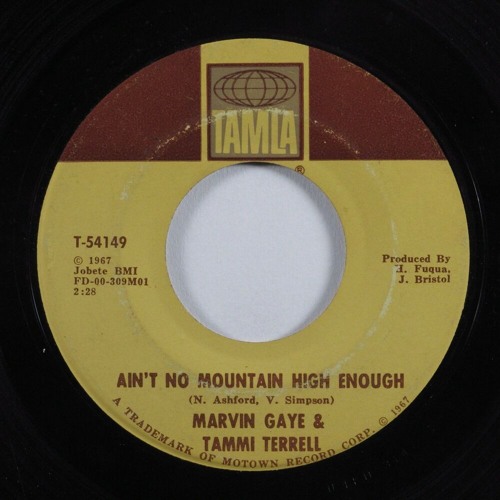 TAMLA
®
T-54149
© 1967
Jobete BMI
FD-00-309M01
2:28
Produced By
H. Fuqua,
J. Bristol
AIN'T NO MOUNTAIN HIGH ENOUGH
(N. Ashford, V. Simpson)
MARVIN GAYE &
TAMMI TERRELL
A TRADEMARK OF MOTOWN RECORD CORP. © 1967